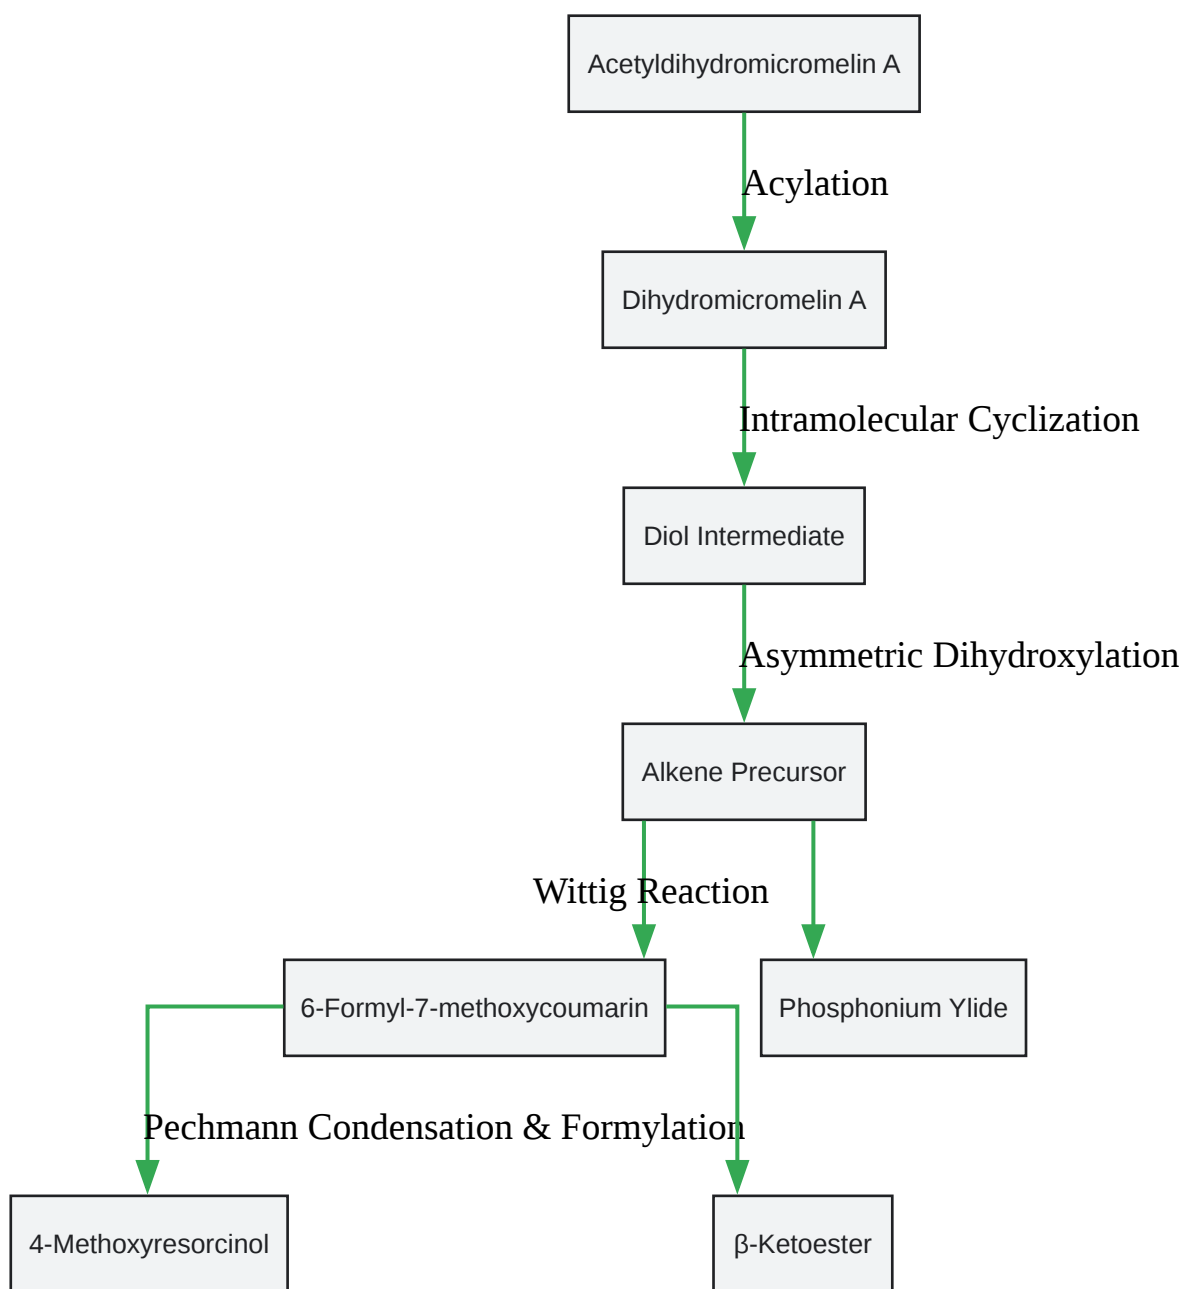 Acetyldihydromicromelin A
Acylation
Dihydromicromelin A
Intramolecular Cyclization
Diol Intermediate
Asymmetric Dihydroxylation
Alkene Precursor
Wittig Reaction
6-Formyl-7-methoxycoumarin
Phosphonium Ylide
Pechmann Condensation & Formylation
4-Methoxyresorcinol
β-Ketoester